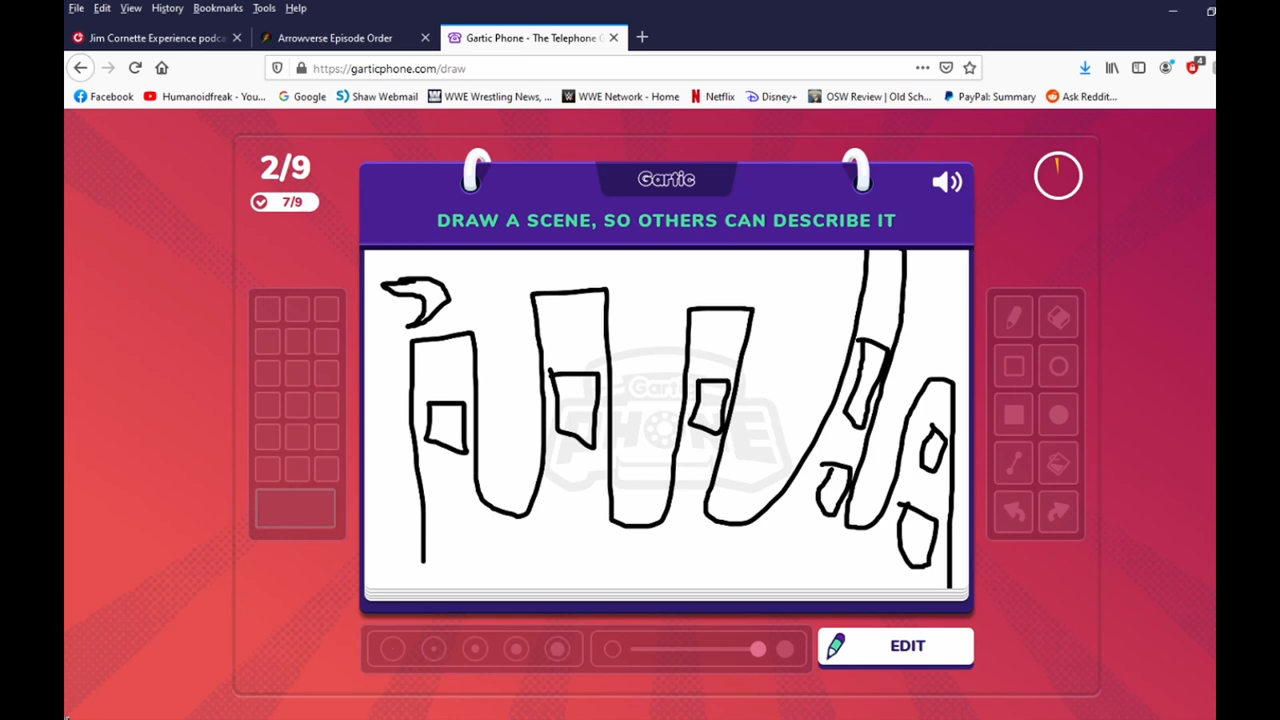 File Edit View History Bookmarks Tools Help
Jim Cornette Experience podca
Arrowverse Episode Order
Gartic Phone - The Telephone G
https://garticphone.com/draw
4
Facebook
Humanoidfreak - You...
Google
Shaw Webmail
WWE Wrestling News, ...
WWE Network - Home
Netflix
Disney+
OSW Review | Old Sch...
PayPal: Summary
Ask Reddit...
2/9
7/9
Gartic
DRAW A SCENE, SO OTHERS CAN DESCRIBE IT
Gartic
PHONE
EDIT